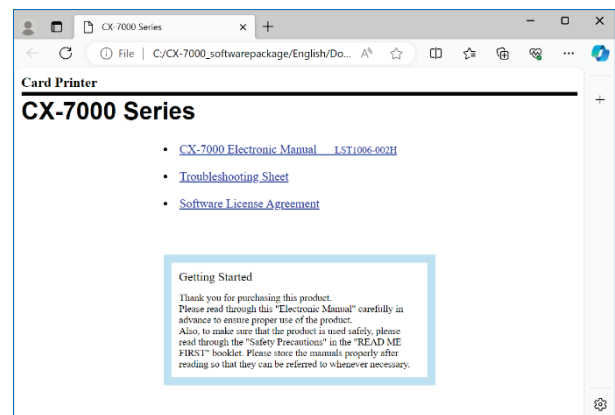 CX-7000 Series
File | C:/CX-7000_softwarepackage/English/Do...
Card Printer
CX-7000 Series
• CX-7000 Electronic Manual LST1006-002H
• Troubleshooting Sheet
• Software License Agreement
Getting Started
Thank you for purchasing this product.
Please read through this "Electronic Manual" carefully in
advance to ensure proper use of the product.
Also, to make sure that the product is used safely, please
read through the "Safety Precautions" in the "READ ME
FIRST" booklet. Please store the manuals properly after
reading so that they can be referred to whenever necessary.